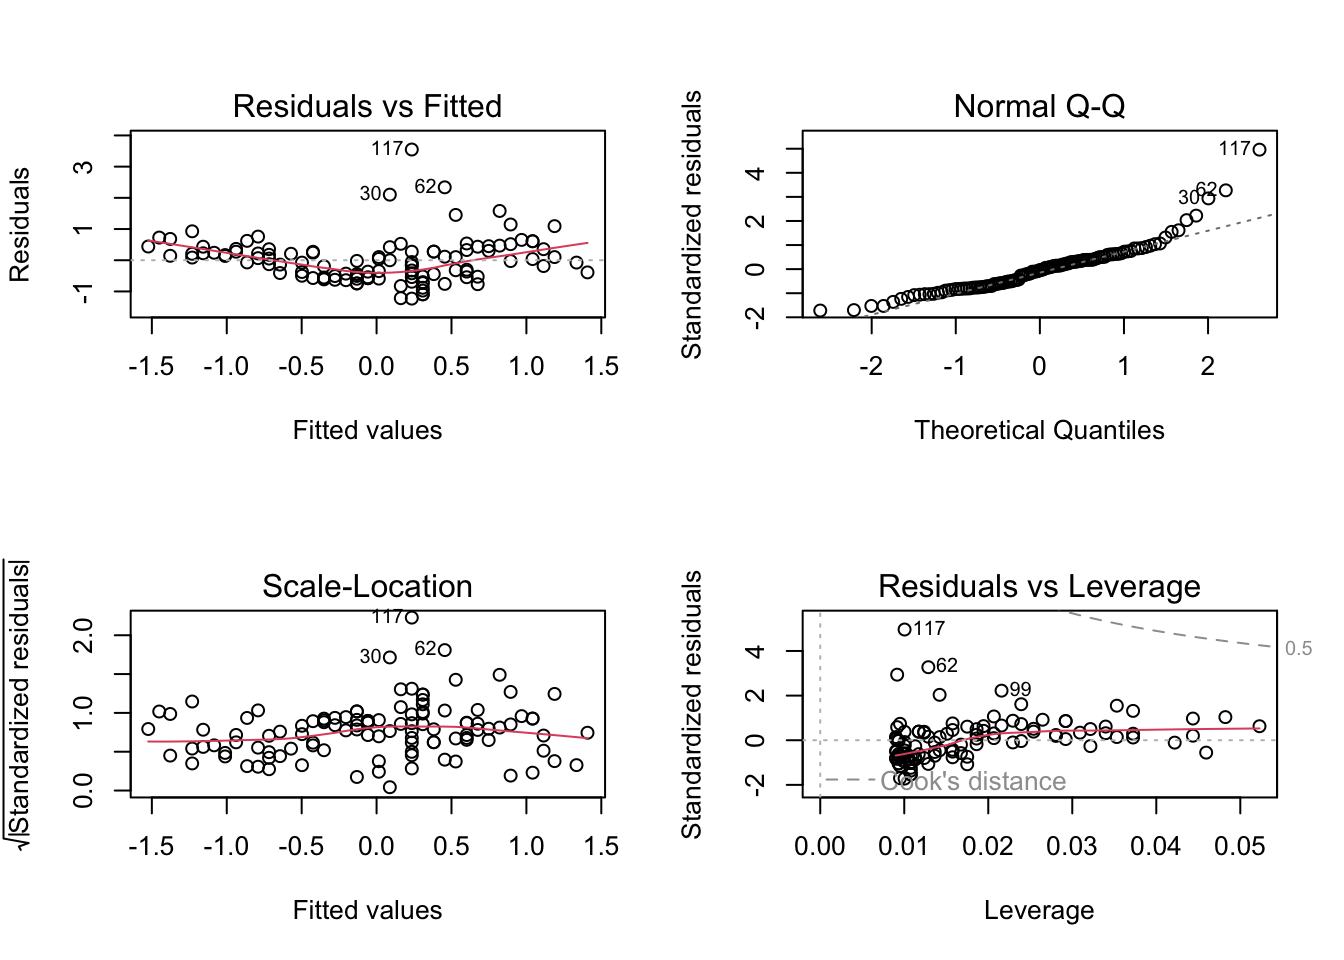 Residuals vs Fitted
Residuals
3
1
-1
117
30
62
-1.5 -1.0 -0.5 0.0 0.5 1.0 1.5
Fitted values
Normal Q-Q
Standardized residuals
4
2
0
-2
117
62
30
-2 -1 0 1 2
Theoretical Quantiles
Scale-Location
√|Standardized residuals|
2.0
1.0
0.0
117
62
30
-1.5 -1.0 -0.5 0.0 0.5 1.0 1.5
Fitted values
Residuals vs Leverage
Standardized residuals
4
2
0
-2
117
62
99
0.5
Cook's distance
0.00 0.01 0.02 0.03 0.04 0.05
Leverage